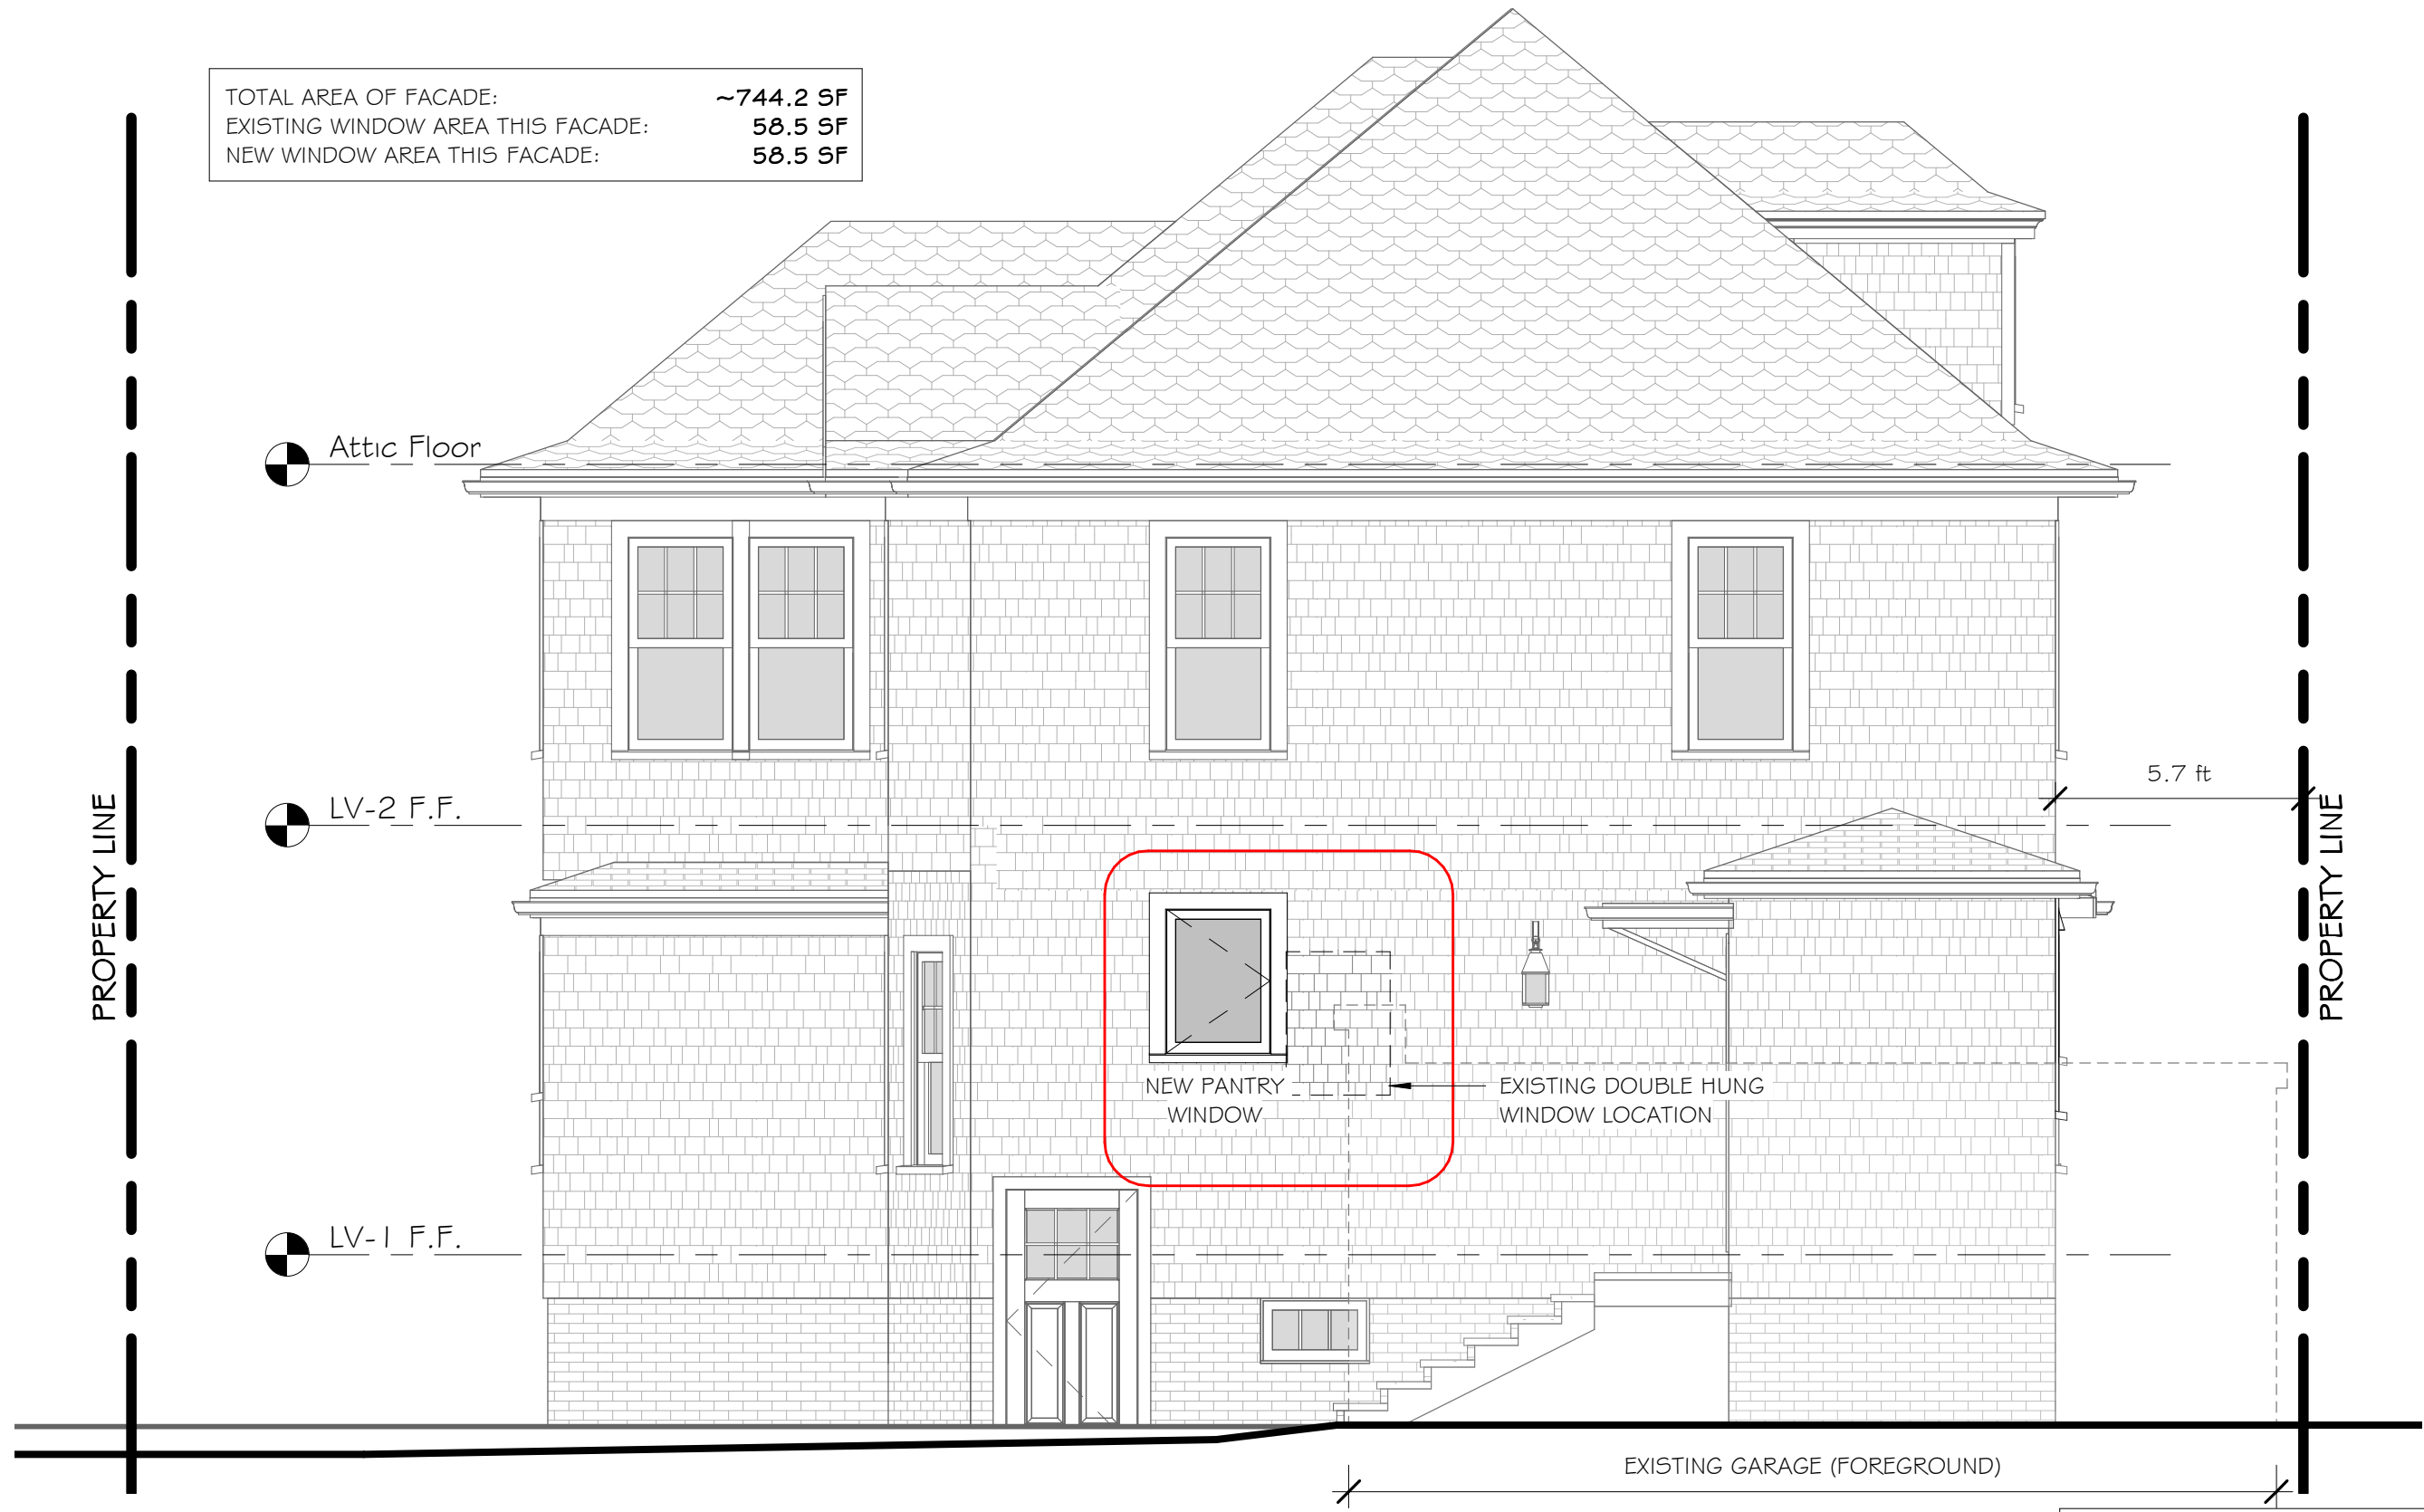 TOTAL AREA OF FACADE: ~744.2 SF
EXISTING WINDOW AREA THIS FACADE: 58.5 SF
NEW WINDOW AREA THIS FACADE: 58.5 SF
Attic Floor
LV-2 F.F.
5.7 ft
PROPERTY LINE
PROPERTY LINE
NEW PANTRY
WINDOW
EXISTING DOUBLE HUNG
WINDOW LOCATION
LV-1 F.F.
EXISTING GARAGE (FOREGROUND)